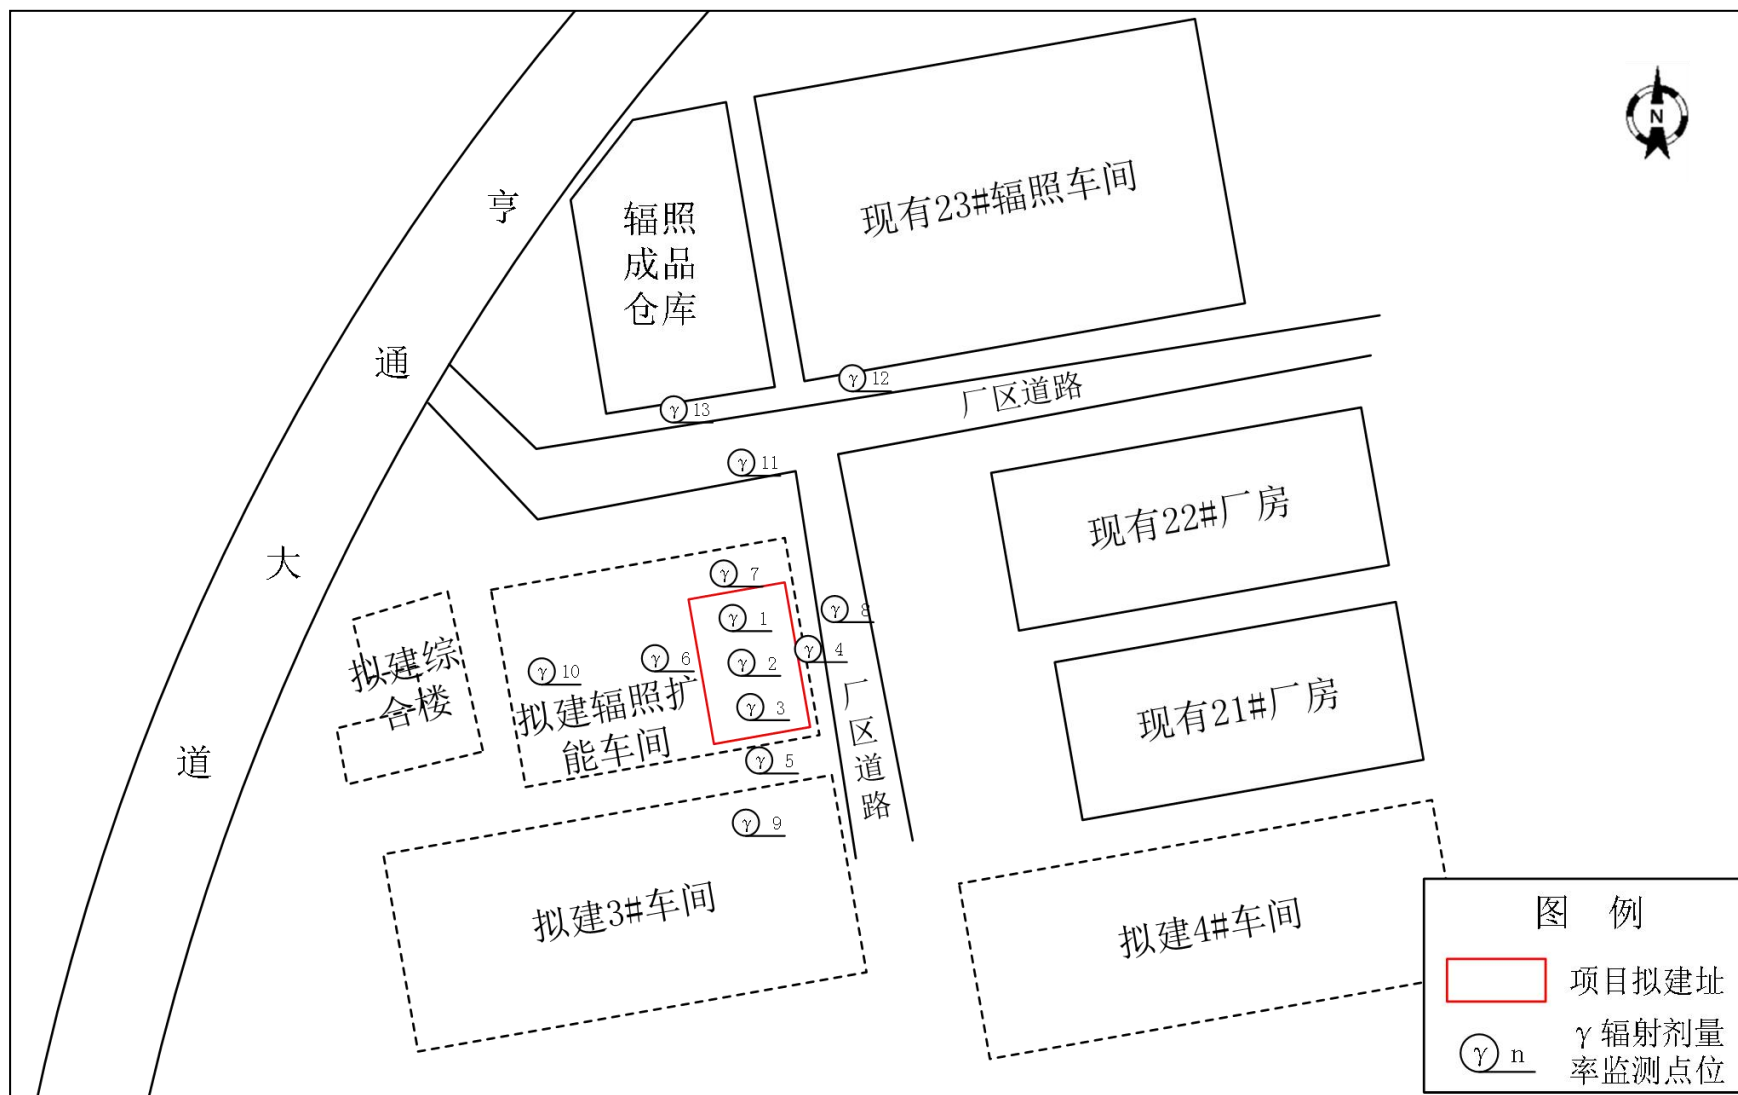 N
亨
通
大
道
辐照
成品
仓库
现有23#辐照车间
γ 12
γ 13
厂区道路
γ 11
现有22#厂房
γ 7
γ 1
γ 8
γ 4
γ 6
γ 2
γ 10
γ 3
拟建综
合楼
拟建辐照扩
能车间
厂
区
道
路
现有21#厂房
γ 5
γ 9
拟建3#车间
拟建4#车间
图 例
项目拟建址
γ n
γ辐射剂量
率监测点位